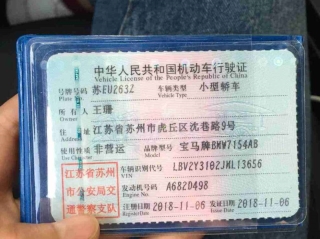 中华人民共和国机动车行驶证
Vehicle License of the People's Republic of China
号牌号码 苏EU263Z 车辆类型 小型轿车
Plate No. Vehicle Type
所有人 王珊
Owner
住址 江苏省苏州市虎丘区沈巷路9号
Address
使用性质 非营运 品牌型号 宝马牌BMW7154AB
Use Character Model
车辆识别代号 LBV2Y3102JML13656
VIN
江苏省苏州
市公安局交
通警察支队
发动机号码 A682D498
Engine No.
注册日期 2018-11-06 发证日期 2018-11-06
Register Date Issue Date